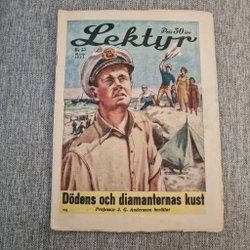 Lektyr
Pris 50 öre
Dödens och diamanternas kust
Professor J. G. Andersson berättar